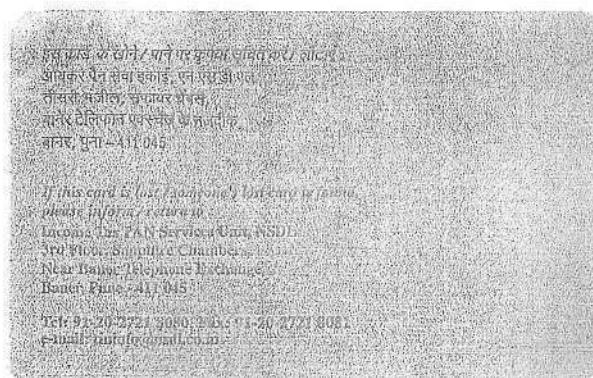 इस कार्ड के खोने / पाने पर कृपया सूचित करें / लौटाएं :
आयकर पैन सेवा इकाई, एन एस डी एल
तीसरी मंजील, सफायर चेंबर्स,
बानेर टेलिफोन एक्स्चेंज के नजदीक,
बानेर, पुना - 411 045
If this card is lost / someone's lost card is found,
please inform / return to :
Income Tax PAN Services Unit, NSDL
3rd Floor, Sapphire Chambers,
Near Baner Telephone Exchange,
Baner, Pune - 411 045
Tel: 91-20-2721 8080, Fax: 91-20-2721 8081
e-mail: tininfo@nsdl.co.in